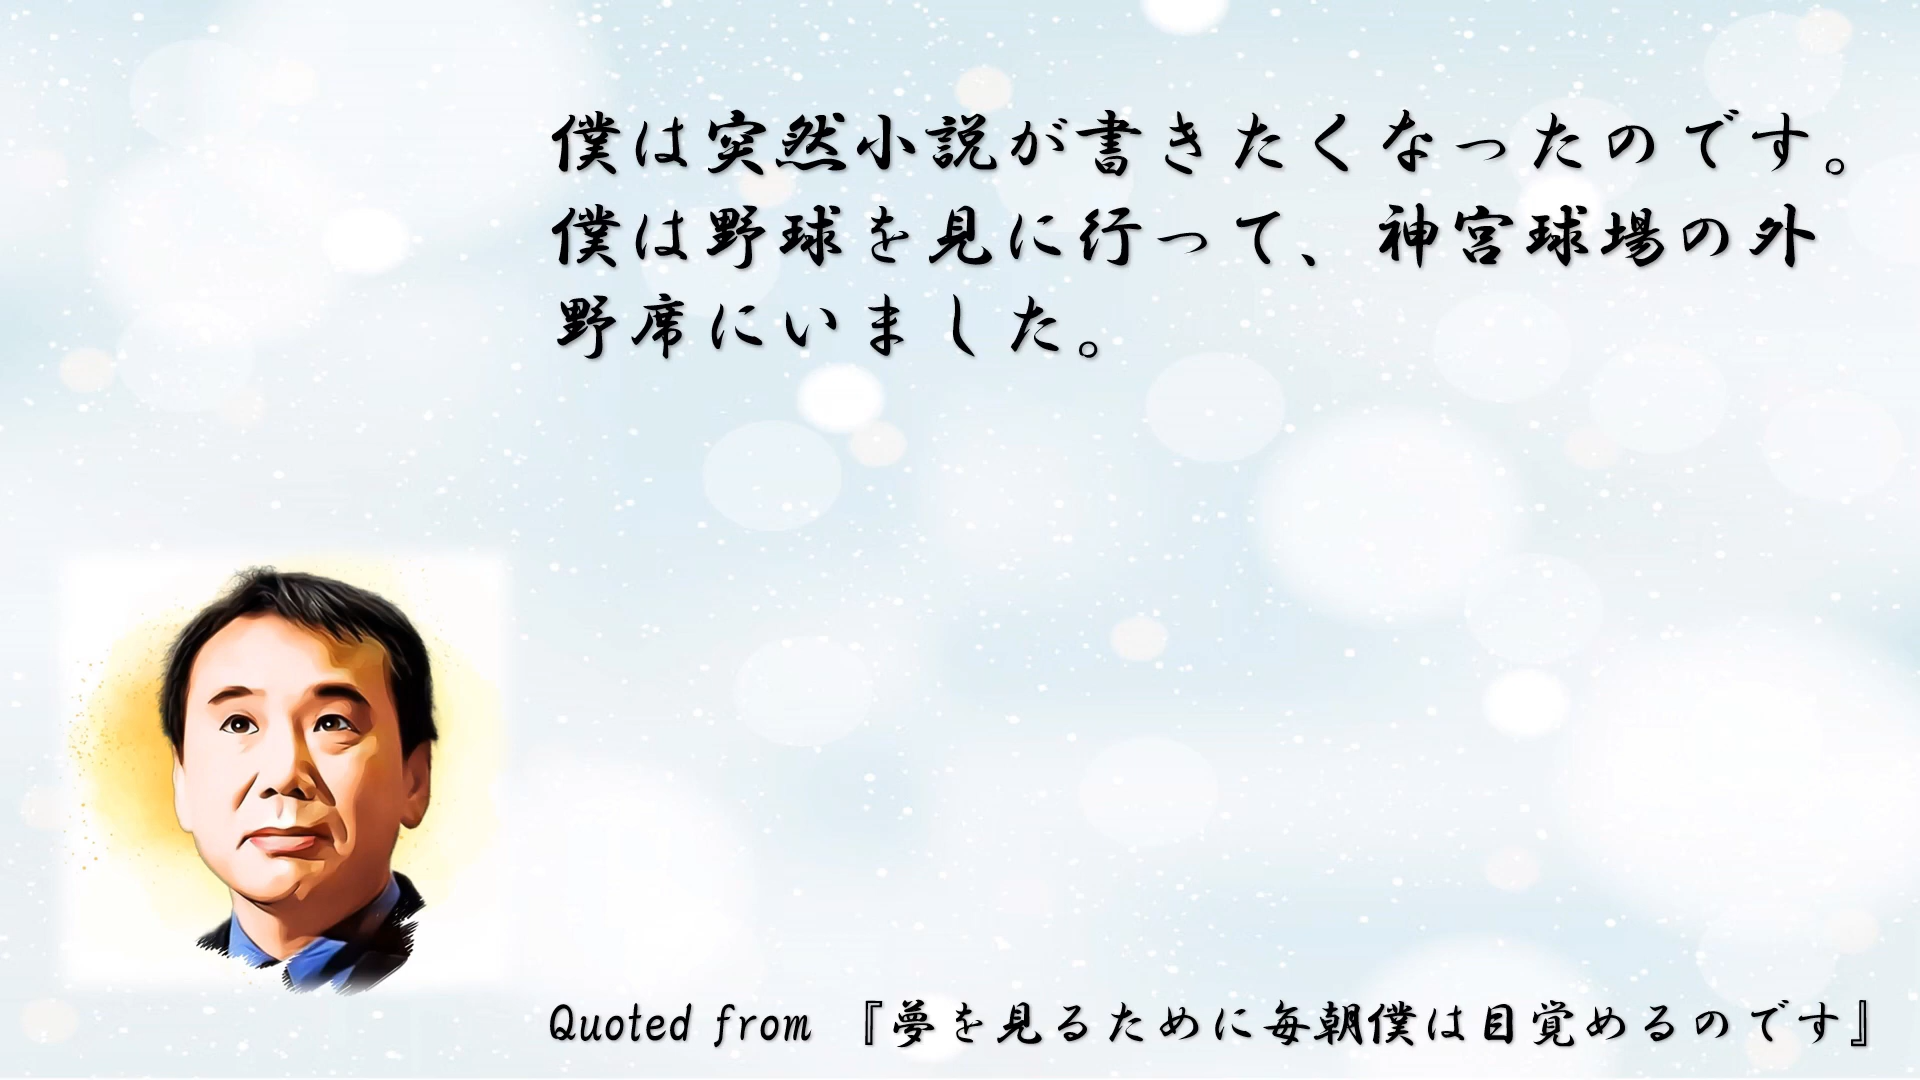 僕は突然小説が書きたくなったのです。
僕は野球を見に行って、神宮球場の外
野席にいました。
Quoted from 『夢を見るために毎朝僕は目覚めるのです』